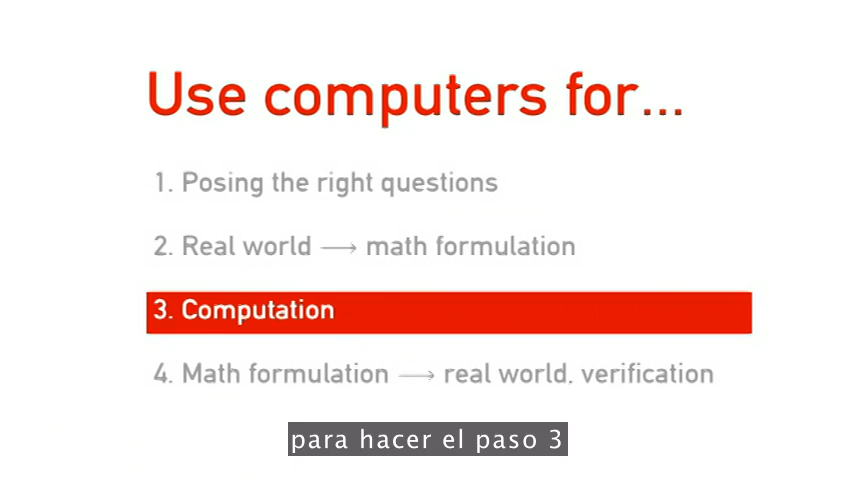 Use computers for...
1. Posing the right questions
2. Real world → math formulation
3. Computation
4. Math formulation → real world, verification
para hacer el paso 3